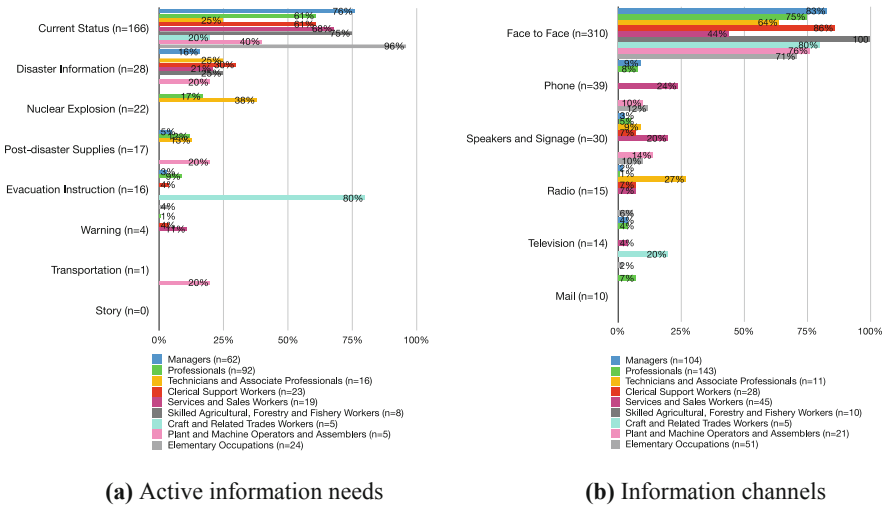 Current Status (n=166)
76%
61%
25%
61%
68%
75%
20%
40%
96%
Disaster Information (n=28)
16%
25%
30%
21%
25%
20%
Nuclear Explosion (n=22)
17%
38%
Post-disaster Supplies (n=17)
5%
12%
13%
20%
Evacuation Instruction (n=16)
3%
9%
4%
80%
4%
Warning (n=4)
1%
4%
11%
Transportation (n=1)
20%
Story (n=0)
0% 25% 50% 75% 100%
Managers (n=62)
Professionals (n=92)
Technicians and Associate Professionals (n=16)
Clerical Support Workers (n=23)
Services and Sales Workers (n=19)
Skilled Agricultural, Forestry and Fishery Workers (n=8)
Craft and Related Trades Workers (n=5)
Plant and Machine Operators and Assemblers (n=5)
Elementary Occupations (n=24)
(a) Active information needs
Face to Face (n=310)
83%
75%
64%
86%
44%
100
80%
76%
71%
Phone (n=39)
9%
8%
24%
10%
12%
Speakers and Signage (n=30)
3%
5%
9%
7%
20%
14%
10%
Radio (n=15)
2%
1%
27%
7%
7%
6%
Television (n=14)
4%
4%
4%
20%
2%
Mail (n=10)
7%
0% 25% 50% 75% 100%
Managers (n=104)
Professionals (n=143)
Technicians and Associate Professionals (n=11)
Clerical Support Workers (n=28)
Services and Sales Workers (n=45)
Skilled Agricultural, Forestry and Fishery Workers (n=10)
Craft and Related Trades Workers (n=5)
Plant and Machine Operators and Assemblers (n=21)
Elementary Occupations (n=51)
(b) Information channels